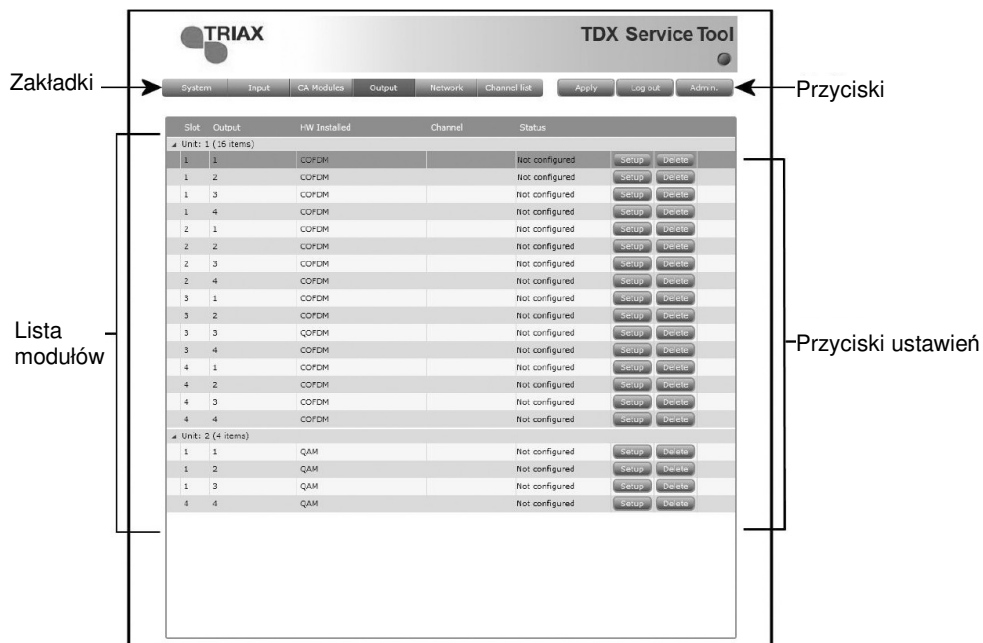 TRIAX
TDX Service Tool
Zakładki
System Input CA Modules Output Network Channel list Apply Log out Admin.
Przyciski
Slot Output HW Installed Channel Status
Unit: 1 (16 items)
1 1 COFDM Not configured Setup Delete
1 2 COFDM Not configured Setup Delete
1 3 COFDM Not configured Setup Delete
1 4 COFDM Not configured Setup Delete
2 1 COFDM Not configured Setup Delete
2 2 COFDM Not configured Setup Delete
2 3 COFDM Not configured Setup Delete
2 4 COFDM Not configured Setup Delete
3 1 COFDM Not configured Setup Delete
3 2 COFDM Not configured Setup Delete
3 3 QOFDM Not configured Setup Delete
3 4 COFDM Not configured Setup Delete
4 1 COFDM Not configured Setup Delete
4 2 COFDM Not configured Setup Delete
4 3 COFDM Not configured Setup Delete
4 4 COFDM Not configured Setup Delete
Unit: 2 (4 items)
1 1 QAM Not configured Setup Delete
1 2 QAM Not configured Setup Delete
1 3 QAM Not configured Setup Delete
4 4 QAM Not configured Setup Delete
Lista
modułów
Przyciski ustawień